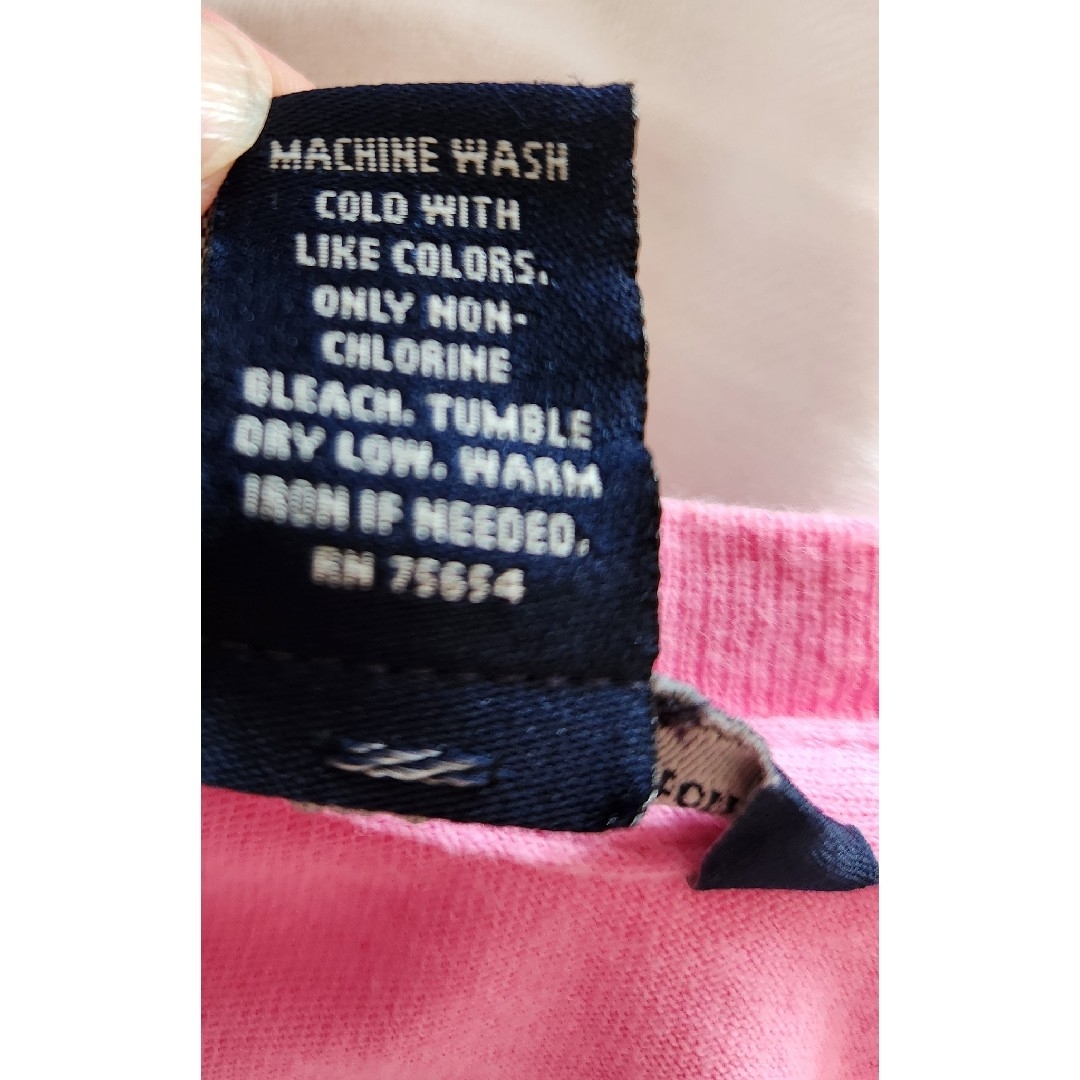 MACHINE WASH
COLD WITH
LIKE COLORS.
ONLY NON-
CHLORINE
BLEACH. TUMBLE
DRY LOW. WARM
IRON IF NEEDED.
RN 75654